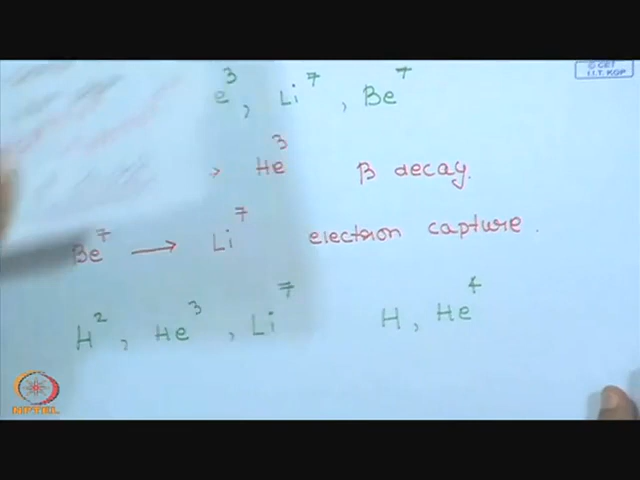 ©CET
I.I.T. KGP
e³, Li⁷, Be⁷
→ He³ β decay.
Be⁷ → Li⁷ electron capture.
H², He³, Li⁷ H, He⁴
NPTEL